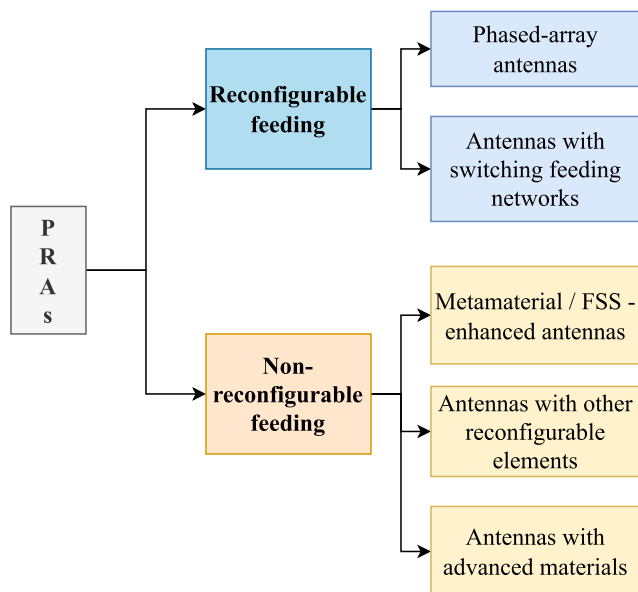 P
R
A
s
Reconfigurable
feeding
Phased-array
antennas
Antennas with
switching feeding
networks
Non-
reconfigurable
feeding
Metamaterial / FSS -
enhanced antennas
Antennas with other
reconfigurable
elements
Antennas with
advanced materials